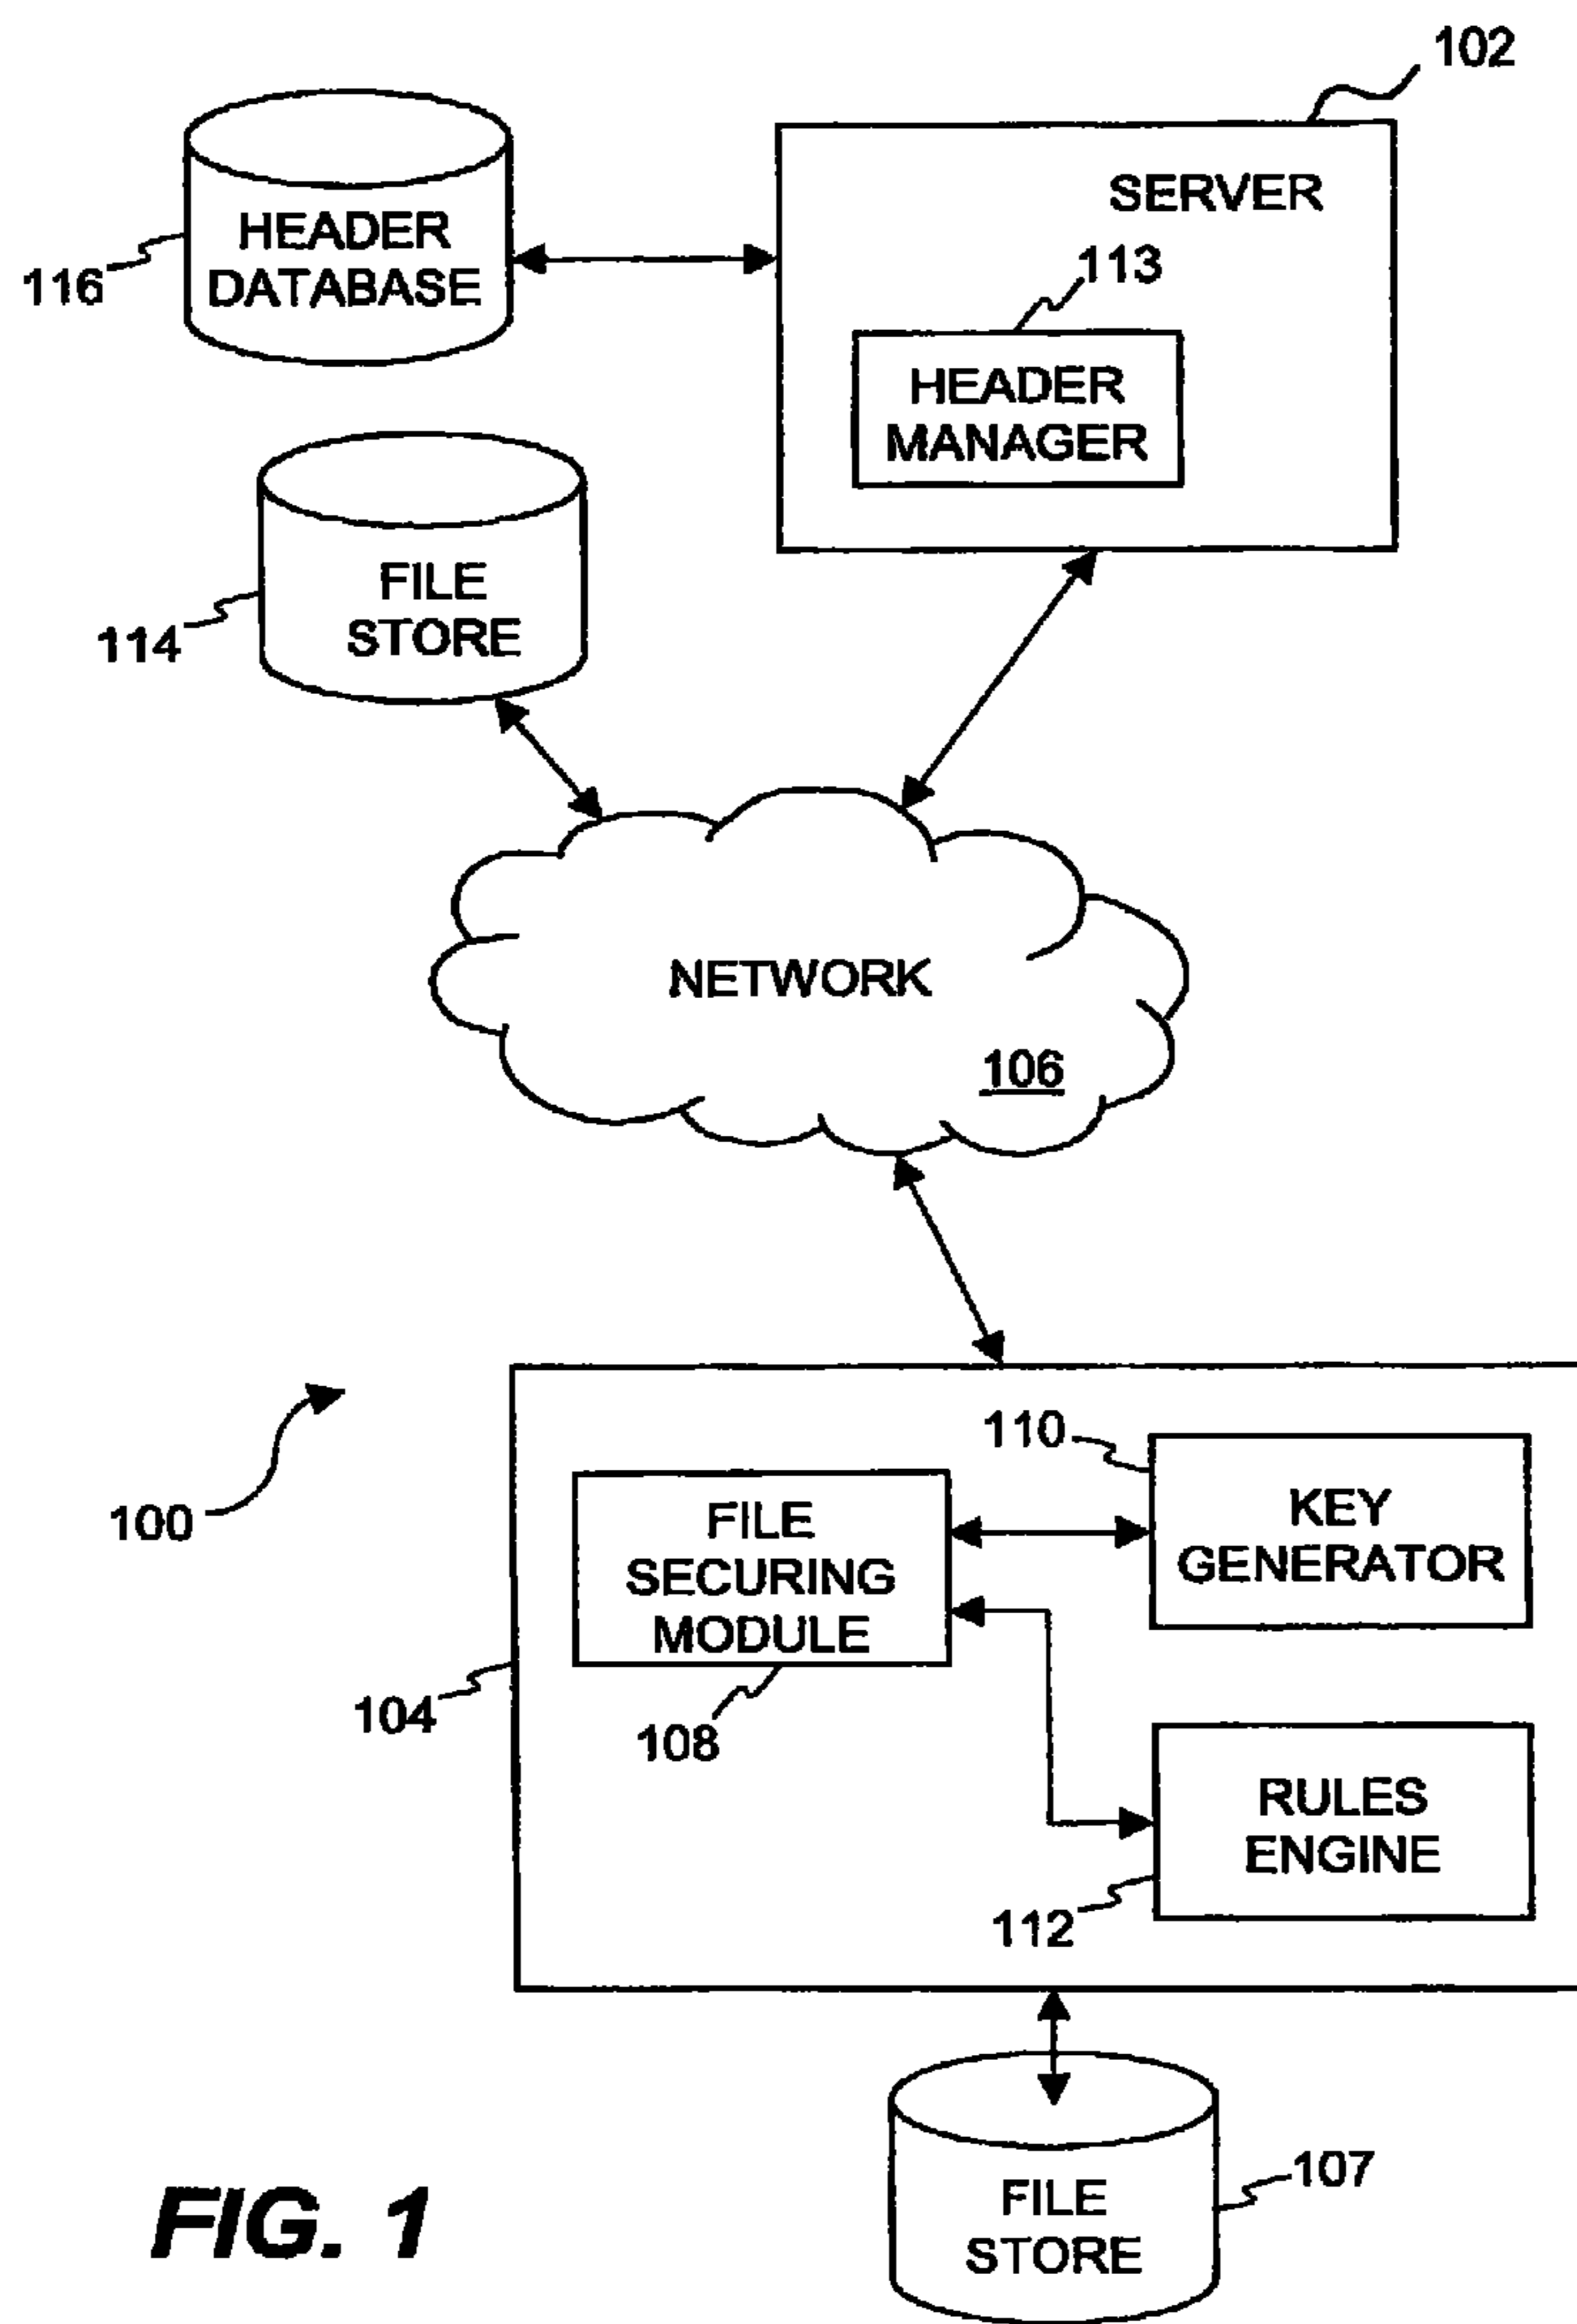 102
SERVER
HEADER
DATABASE
116
113
HEADER
MANAGER
FILE
STORE
114
NETWORK
106
100
110
KEY
GENERATOR
FILE
SECURING
MODULE
104
108
RULES
ENGINE
112
107
FILE
STORE
FIG. 1